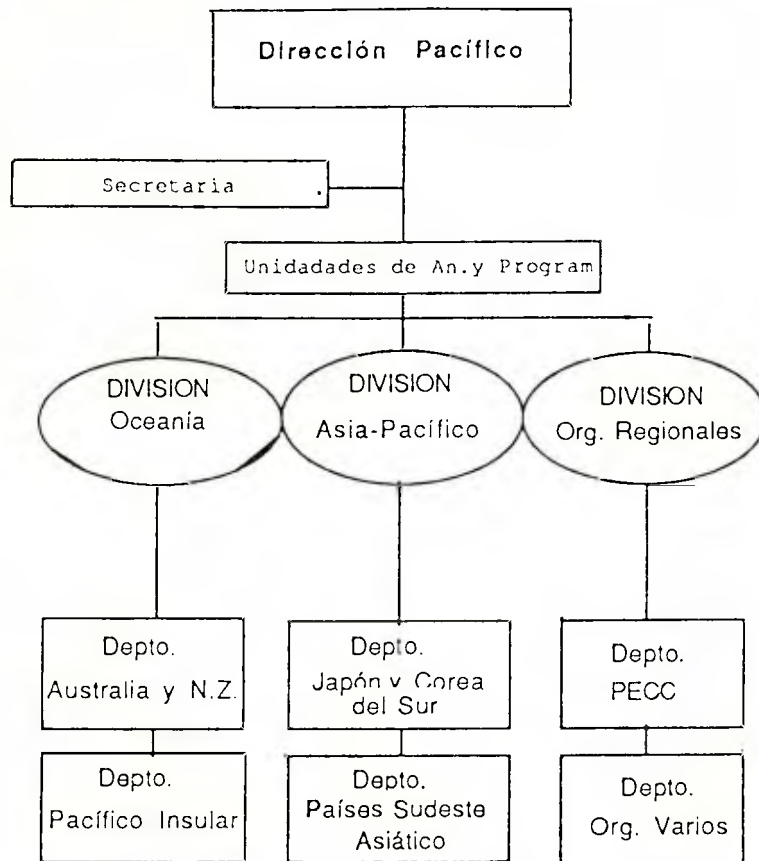 Dirección Pacífico
Secretaria
Unidadades de An.y Program
DIVISION
Oceanía
DIVISION
Asia-Pacífico
DIVISION
Org. Regionales
Depto.
Australia y N.Z.
Depto.
Japón y Corea
del Sur
Depto.
PECC
Depto.
Pacífico Insular
Depto.
Países Sudeste
Asiático
Depto.
Org. Varios